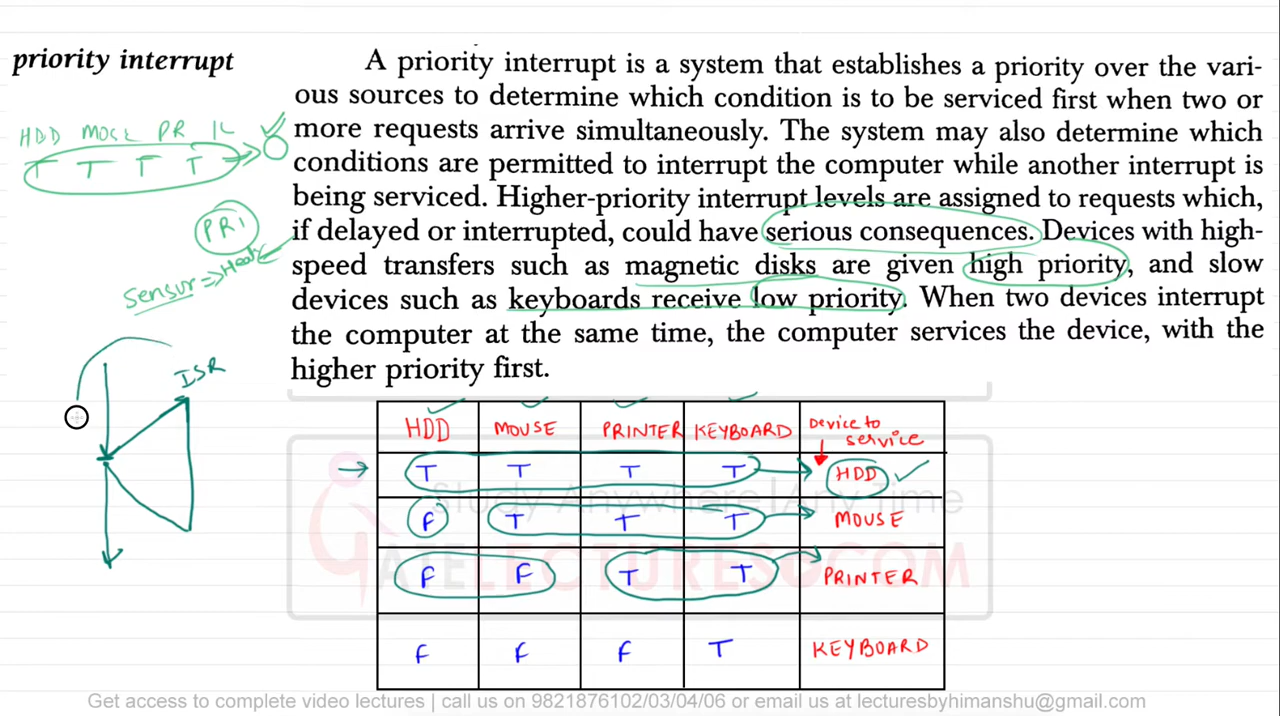 priority interrupt
A priority interrupt is a system that establishes a priority over the vari-
ous sources to determine which condition is to be serviced first when two or
more requests arrive simultaneously. The system may also determine which
conditions are permitted to interrupt the computer while another interrupt is
being serviced. Higher-priority interrupt levels are assigned to requests which,
if delayed or interrupted, could have serious consequences. Devices with high-
speed transfers such as magnetic disks are given high priority, and slow
devices such as keyboards receive low priority. When two devices interrupt
the computer at the same time, the computer services the device, with the
higher priority first.
HDD PR
T T T T
PRI
Sensor
ISR
HDD MOUSE PRINTER KEYBOARD Device to service
T T T T HDD
F T T T MOUSE
F F T T PRINTER
F F F T KEYBOARD
Study Anywhere|Any Time
GATELECTURES.COM
Get access to complete video lectures | call us on 9821876102/03/04/06 or email us at lecturesbyhimanshu@gmail.com